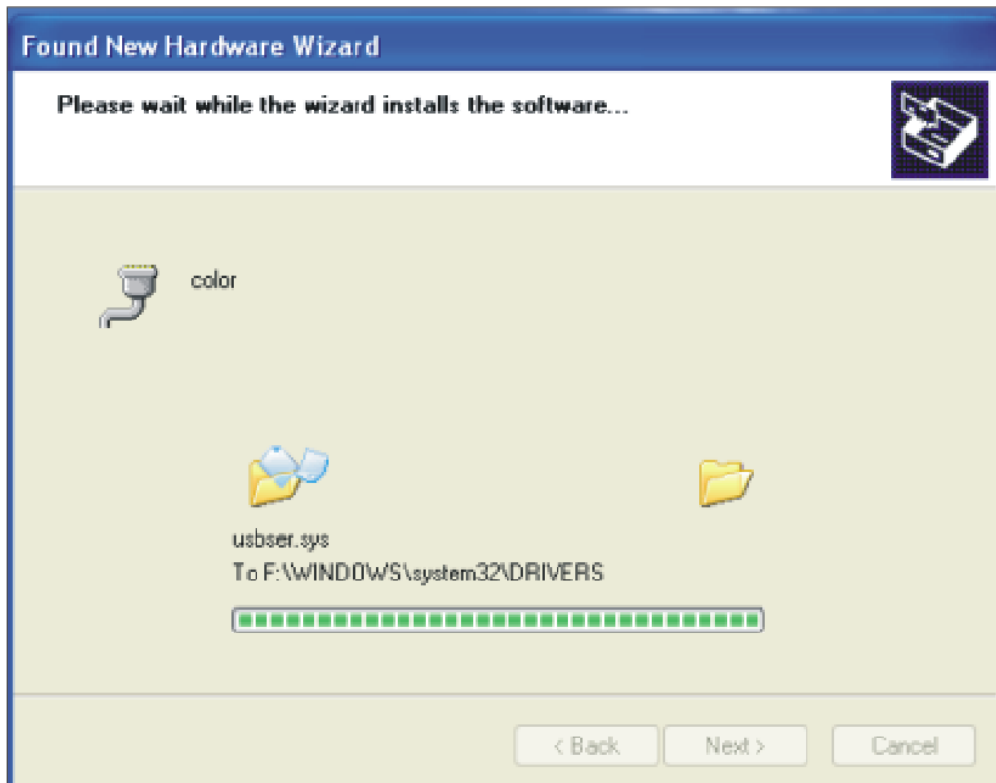 Found New Hardware Wizard
Please wait while the wizard installs the software...
color
usbser.sys
To F:\WINDOWS\system32\DRIVERS
< Back Next > Cancel